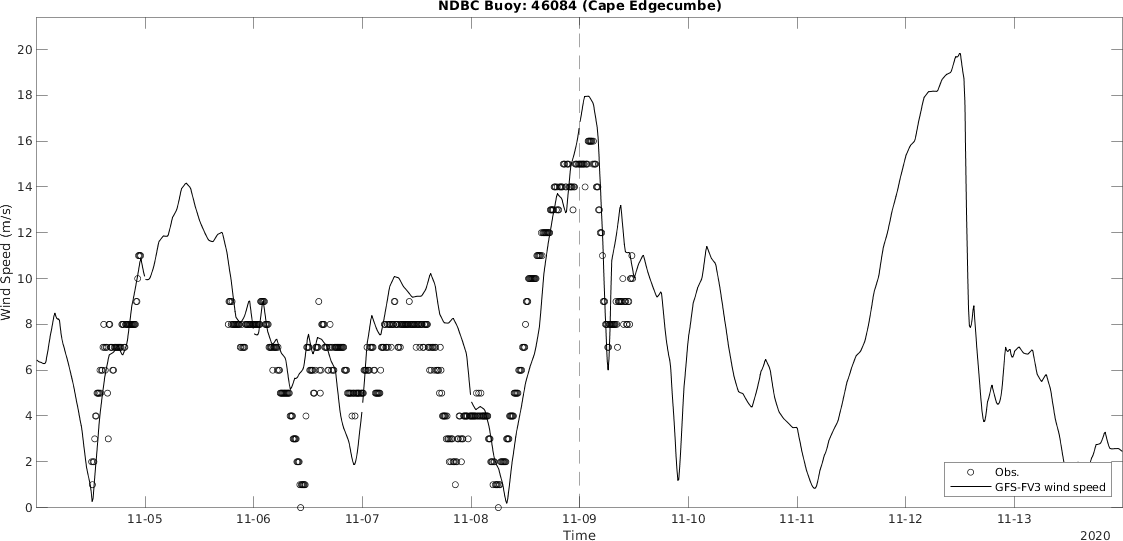 NDBC Buoy: 46084 (Cape Edgecumbe)
Wind Speed (m/s)
20
18
16
14
12
10
8
6
4
2
0
11-05 11-06 11-07 11-08 11-09 11-10 11-11 11-12 11-13
Time
2020
Obs.
GFS-FV3 wind speed